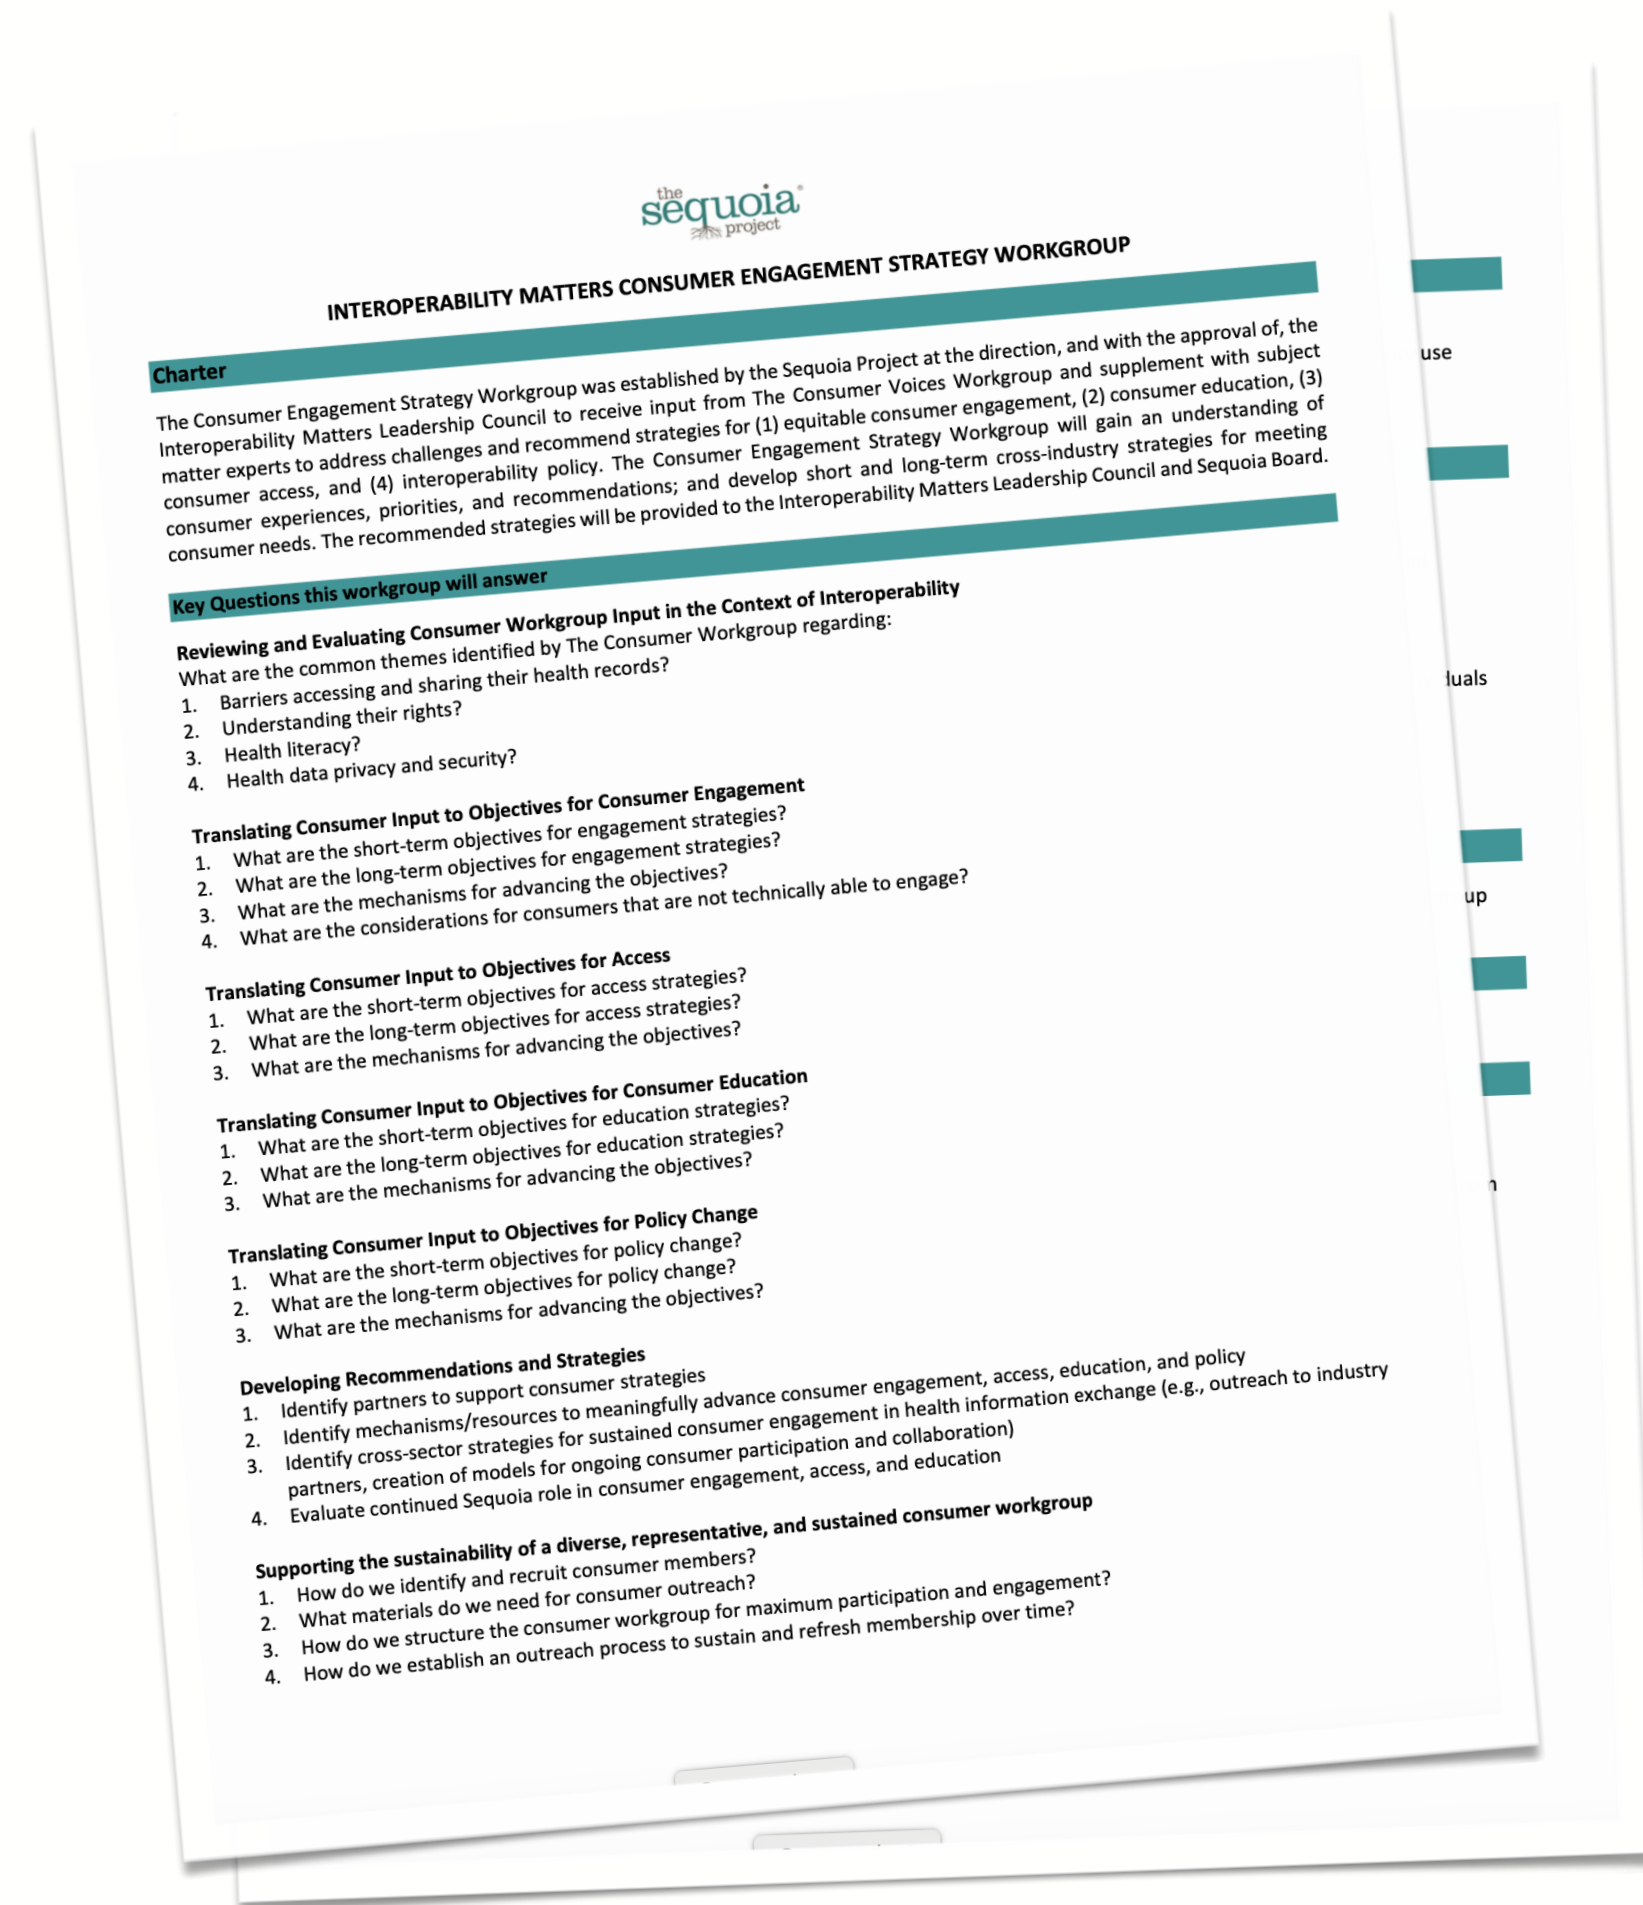 the
sequoia®
project
INTEROPERABILITY MATTERS CONSUMER ENGAGEMENT STRATEGY WORKGROUP
Charter
The Consumer Engagement Strategy Workgroup was established by the Sequoia Project at the direction, and with the approval of, the
Interoperability Matters Leadership Council to receive input from The Consumer Voices Workgroup and supplement with subject
matter experts to address challenges and recommend strategies for (1) equitable consumer engagement, (2) consumer education, (3)
consumer access, and (4) interoperability policy. The Consumer Engagement Strategy Workgroup will gain an understanding of
consumer experiences, priorities, and recommendations; and develop short and long-term cross-industry strategies for meeting
consumer needs. The recommended strategies will be provided to the Interoperability Matters Leadership Council and Sequoia Board.
Key Questions this workgroup will answer
Reviewing and Evaluating Consumer Workgroup Input in the Context of Interoperability
What are the common themes identified by The Consumer Workgroup regarding:
1. Barriers accessing and sharing their health records?
2. Understanding their rights?
3. Health literacy?
4. Health data privacy and security?
Translating Consumer Input to Objectives for Consumer Engagement
1. What are the short-term objectives for engagement strategies?
2. What are the long-term objectives for engagement strategies?
3. What are the mechanisms for advancing the objectives?
4. What are the considerations for consumers that are not technically able to engage?
Translating Consumer Input to Objectives for Access
1. What are the short-term objectives for access strategies?
2. What are the long-term objectives for access strategies?
3. What are the mechanisms for advancing the objectives?
Translating Consumer Input to Objectives for Consumer Education
1. What are the short-term objectives for education strategies?
2. What are the long-term objectives for education strategies?
3. What are the mechanisms for advancing the objectives?
Translating Consumer Input to Objectives for Policy Change
1. What are the short-term objectives for policy change?
2. What are the long-term objectives for policy change?
3. What are the mechanisms for advancing the objectives?
Developing Recommendations and Strategies
1. Identify partners to support consumer strategies
2. Identify mechanisms/resources to meaningfully advance consumer engagement, access, education, and policy
3. Identify cross-sector strategies for sustained consumer engagement in health information exchange (e.g., outreach to industry
partners, creation of models for ongoing consumer participation and collaboration)
4. Evaluate continued Sequoia role in consumer engagement, access, and education
Supporting the sustainability of a diverse, representative, and sustained consumer workgroup
1. How do we identify and recruit consumer members?
2. What materials do we need for consumer outreach?
3. How do we structure the consumer workgroup for maximum participation and engagement?
4. How do we establish an outreach process to sustain and refresh membership over time?
use
duals
up